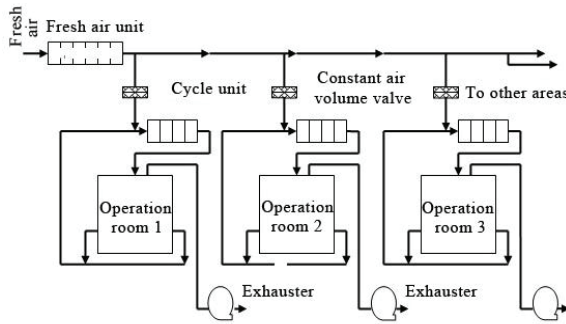 Fresh
air
Fresh air unit
Cycle unit
Constant air
volume valve
To other areas
Operation
room 1
Operation
room 2
Operation
room 3
Exhauster
Exhauster